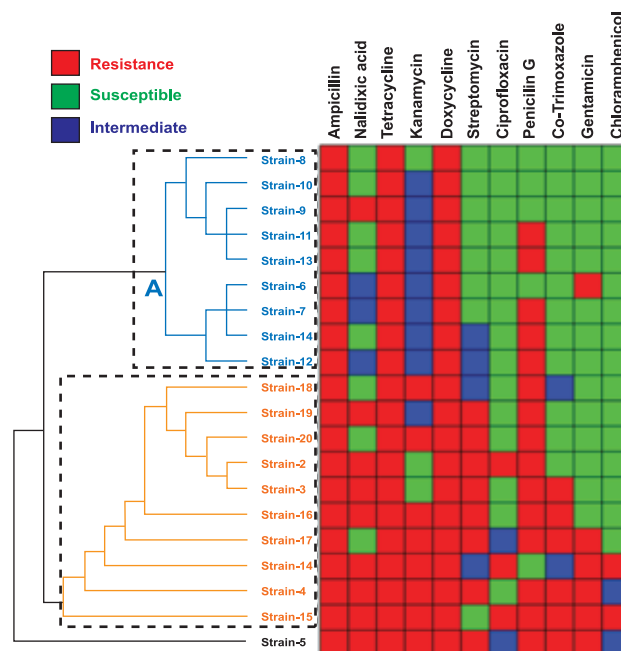 Resistance
Susceptible
Intermediate
Ampicillin
Nalidixic acid
Tetracycline
Kanamycin
Doxycycline
Streptomycin
Ciprofloxacin
Penicilin G
Co-Trimoxazole
Gentamicin
Chloramphenicol
Strain-8
Strain-10
Strain-9
Strain-11
Strain-13
A
Strain-6
Strain-7
Strain-14
Strain-12
Strain-18
Strain-19
Strain-20
Strain-2
Strain-3
Strain-16
Strain-17
Strain-14
Strain-4
Strain-15
Strain-5